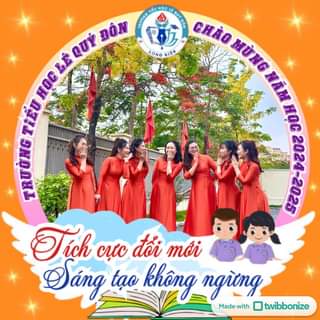 TRƯỜNG TIỂU HỌC LÊ QUÝ ĐÔN
CHÀO MỪNG NĂM HỌC 2024-2025
LONG BIÊN
Tích cực đổi mới
Sáng tạo không ngừng
Made with twibbonize